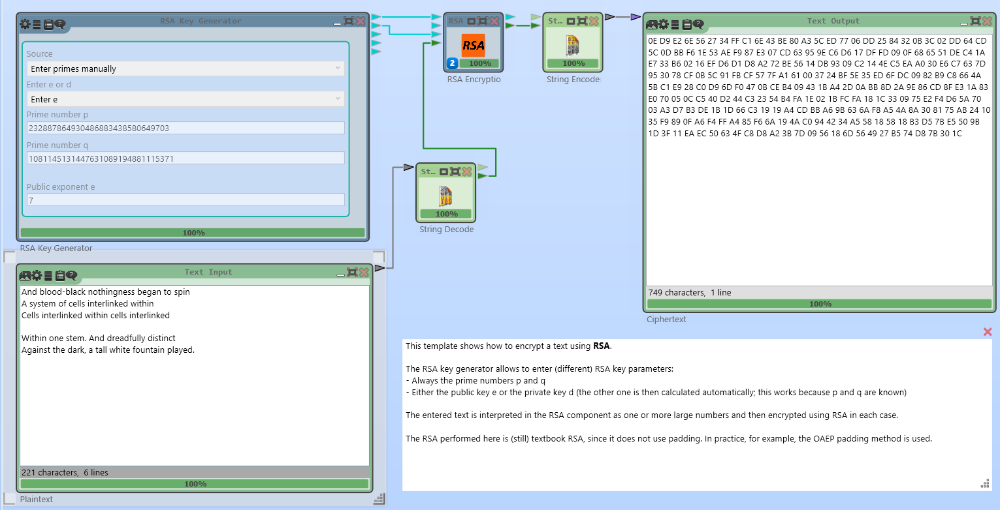 RSA Key Generator
Source
Enter primes manually
Enter e or d
Enter e
Prime number p
232887864930486883438580649703
Prime number q
1081145131447631089194881115371
Public exponent e
7
100%
RSA Key Generator
RSA
RSA
2
100%
RSA Encryptio
St...
100%
String Encode
St...
100%
String Decode
Text Output
0E D9 E2 6E 56 27 34 FF C1 6E 43 BE 80 A3 5C ED 77 06 DD 25 84 32 0B 3C 02 DD 64 CD
5C 0D BB F6 1E 53 AE F9 87 E3 07 CD 63 95 9E C6 D6 17 DF FD 09 0F 68 65 51 DE C4 1A
E7 33 B6 02 16 EF D6 D1 D8 A2 72 BE 56 14 DB 93 09 C2 14 4E C5 EA A0 30 E6 C7 63 7D
95 30 78 CF 0B 5C 91 FB CF 57 7F A1 61 00 37 24 BF 5E 35 ED 6F DC 09 82 B9 C8 66 4A
5B C1 E9 28 C0 D9 6D F0 47 0B CE B4 09 43 1B A4 2D 0A BB 8D 2A 9E 86 CD 8F E3 1A 83
E0 70 05 0C C5 40 D2 44 C3 23 54 B4 FA 1E 02 1B FC FA 18 1C 33 09 75 E2 F4 D6 5A 70
03 A3 D7 B3 DE 1B 1D 66 C3 19 19 A4 CD BB A6 9B 63 6A F8 A5 4A 8A 30 81 75 AB 24 10
35 F9 89 0F A6 F4 FF A4 85 F6 6A 19 4A C0 94 42 34 A5 58 18 58 18 B3 D5 7B E5 50 9B
1D 3F 11 EA EC 50 63 4F C8 D8 A2 3B 7D 09 56 18 6D 56 49 27 B5 74 D8 7B 30 1C
749 characters, 1 line
100%
Ciphertext
Text Input
And blood-black nothingness began to spin
A system of cells interlinked within
Cells interlinked within cells interlinked
Within one stem. And dreadfully distinct
Against the dark, a tall white fountain played.
221 characters, 6 lines
100%
Plaintext
This template shows how to encrypt a text using RSA.
The RSA key generator allows to enter (different) RSA key parameters:
- Always the prime numbers p and q
- Either the public key e or the private key d (the other one is then calculated automatically; this works because p and q are known)
The entered text is interpreted in the RSA component as one or more large numbers and then encrypted using RSA in each case.
The RSA performed here is (still) textbook RSA, since it does not use padding. In practice, for example, the OAEP padding method is used.